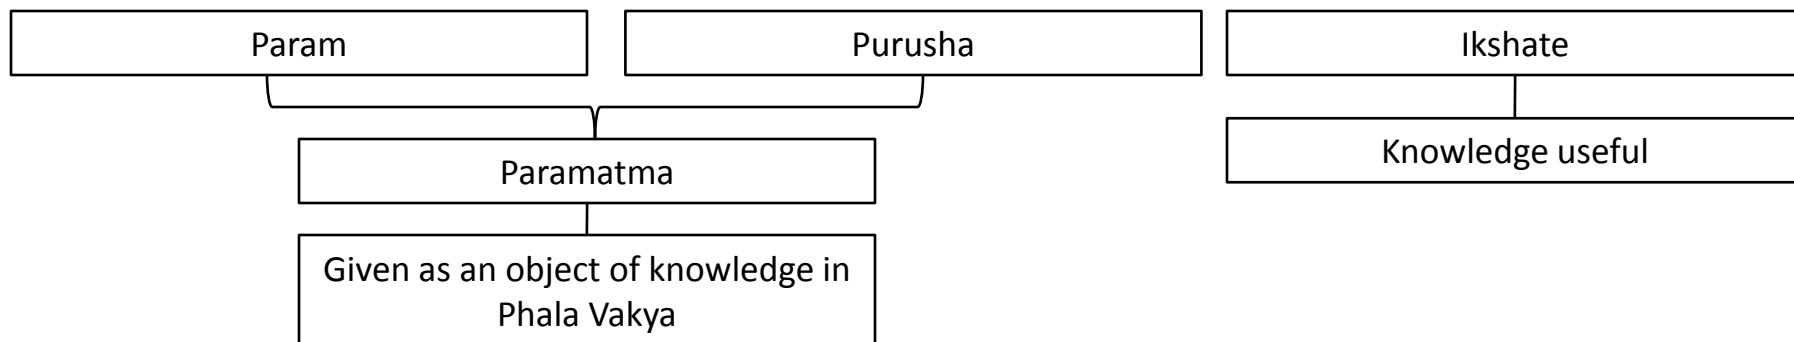 Param
Purusha
Ikshate
Paramatma
Knowledge useful
Given as an object of knowledge in
Phala Vakya